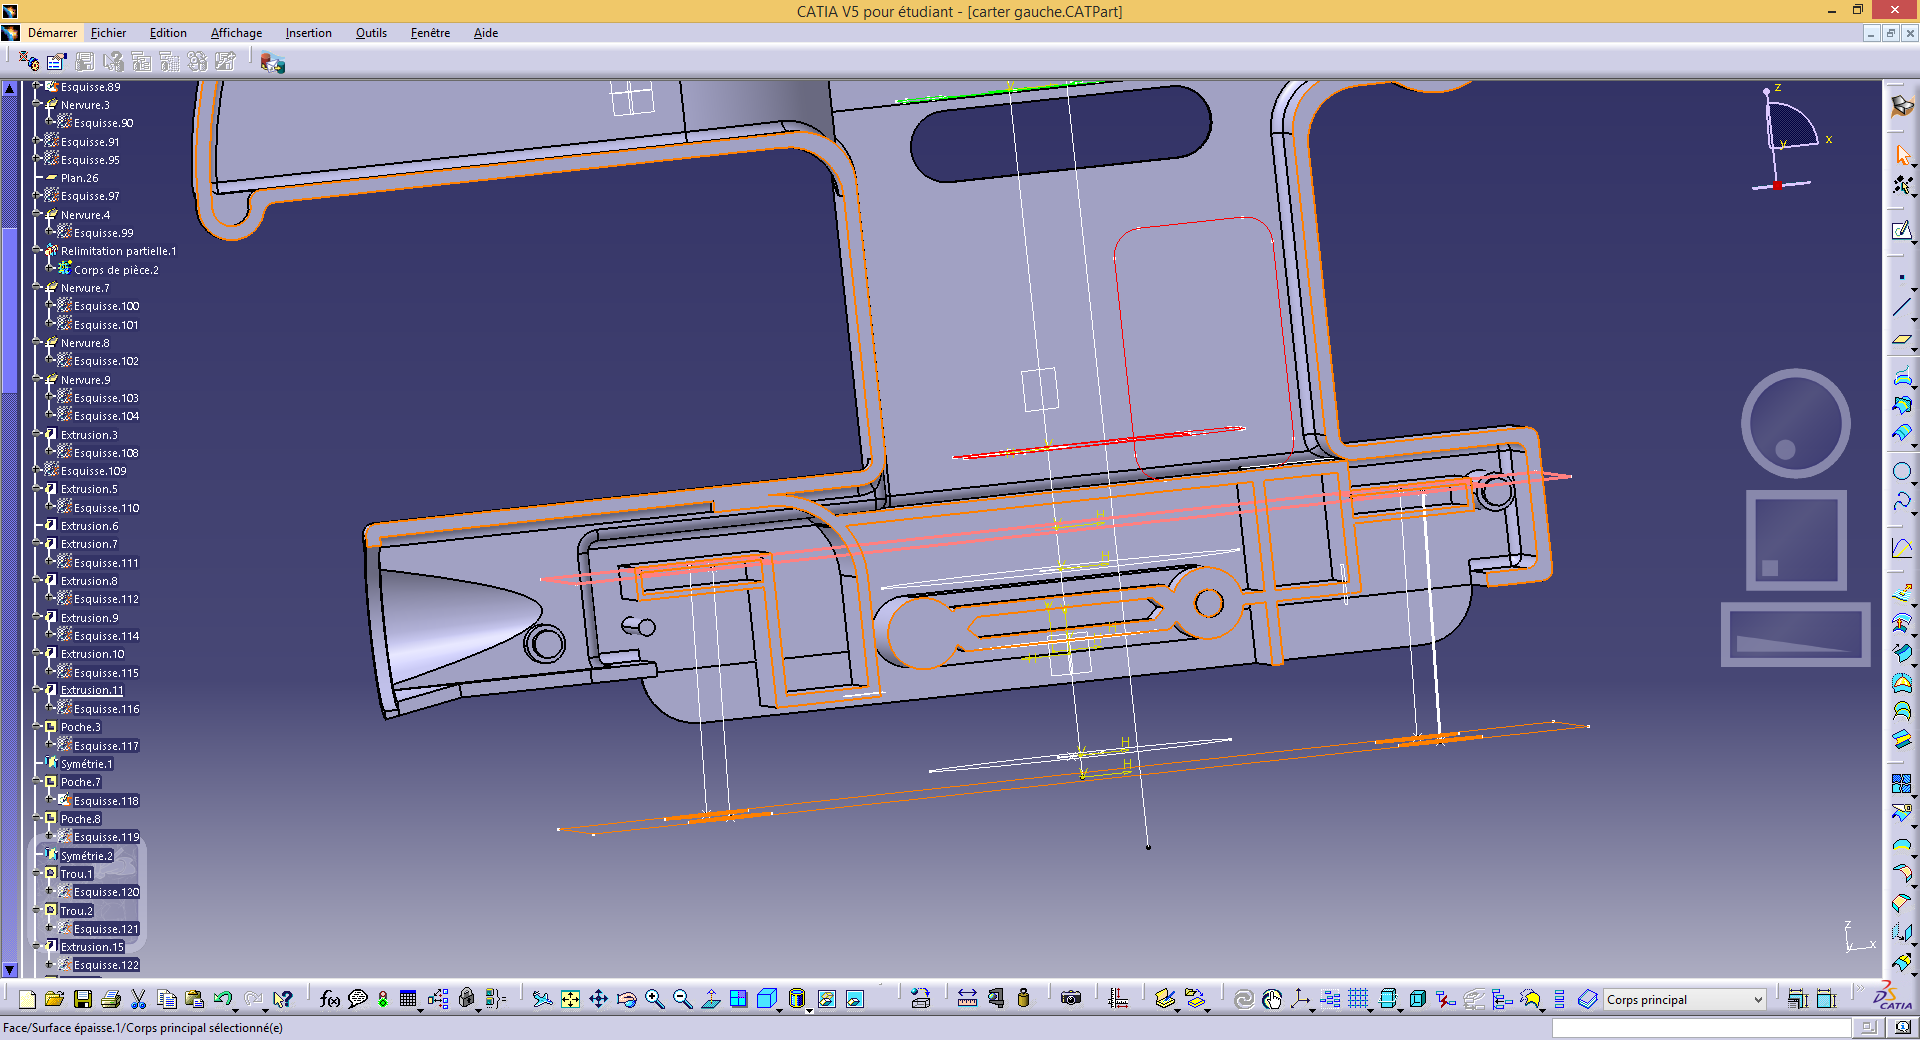 CATIA V5 pour étudiant - [carter gauche.CATPart]
Démarrer Fichier Edition Affichage Insertion Outils Fenêtre Aide
Esquisse.89
Nervure.3
Esquisse.90
Esquisse.91
Esquisse.95
Plan.26
Esquisse.97
Nervure.4
Esquisse.99
Relimitation partielle.1
Corps de pièce.2
Nervure.7
Esquisse.100
Esquisse.101
Nervure.8
Esquisse.102
Nervure.9
Esquisse.103
Esquisse.104
Extrusion.3
Esquisse.108
Esquisse.109
Extrusion.5
Esquisse.110
Extrusion.6
Extrusion.7
Esquisse.111
Extrusion.8
Esquisse.112
Extrusion.9
Esquisse.114
Extrusion.10
Esquisse.115
Extrusion.11
Esquisse.116
Poche.3
Esquisse.117
Symétrie.1
Poche.7
Esquisse.118
Poche.8
Esquisse.119
Symétrie.2
Trou.1
Esquisse.120
Trou.2
Esquisse.121
Extrusion.15
Esquisse.122
z
x
y
H
H
H
V
H
V
z
y x
f(x)
Corps principal
CATIA
Face/Surface épaisse.1/Corps principal sélectionné(e)